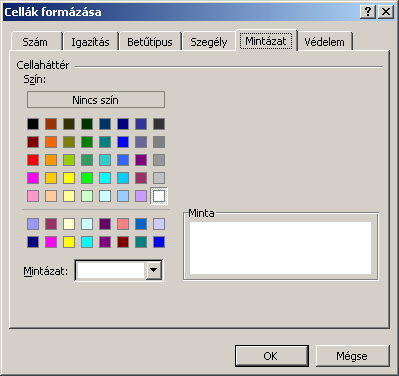 Cellák formázása
Szám Igazítás Betűtípus Szegély Mintázat Védelem
Cellaháttér
Szín:
Nincs szín
Minta
Mintázat:
OK Mégse